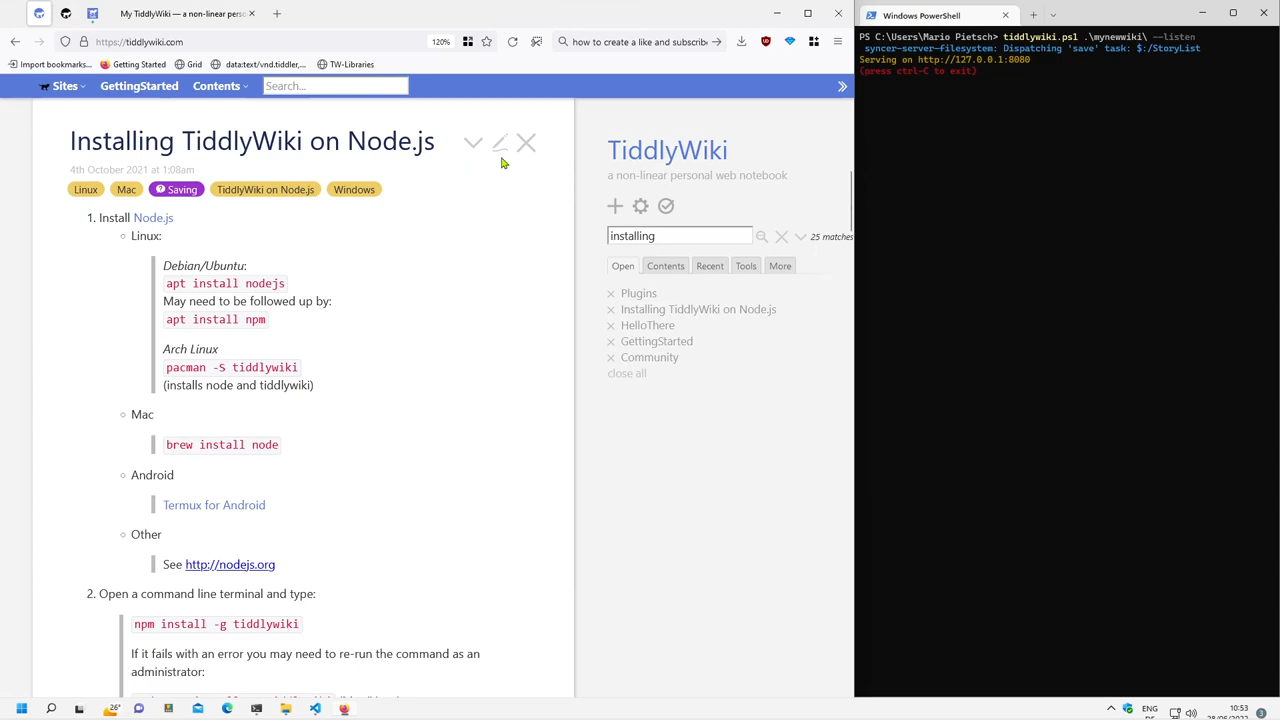 My TiddlyWiki — a non-linear pers
https://tiddlywiki.com
120%
how to create a like and subscribe
Import bookmarks...
Getting Started
Grid
data:text/vnd.tiddler,...
TW-Libraries
Sites
GettingStarted
Contents
Search...
Installing TiddlyWiki on Node.js
4th October 2021 at 1:08am
Linux
Mac
Saving
TiddlyWiki on Node.js
Windows
1. Install Node.js
Linux:
Debian/Ubuntu:
apt install nodejs
May need to be followed up by:
apt install npm
Arch Linux
pacman -S tiddlywiki
(installs node and tiddlywiki)
Mac
brew install node
Android
Termux for Android
Other
See http://nodejs.org
2. Open a command line terminal and type:
npm install -g tiddlywiki
If it fails with an error you may need to re-run the command as an
administrator:
TiddlyWiki
a non-linear personal web notebook
installing
25 matches
Open
Contents
Recent
Tools
More
Plugins
Installing TiddlyWiki on Node.js
HelloThere
GettingStarted
Community
close all
Windows PowerShell
PS C:\Users\Mario Pietsch> tiddlywiki.ps1 .\mynewwiki\ --listen
syncer-server-filesystem: Dispatching 'save' task: $:/StoryList
Serving on http://127.0.0.1:8080
(press ctrl-C to exit)
26°
ENG
10:53